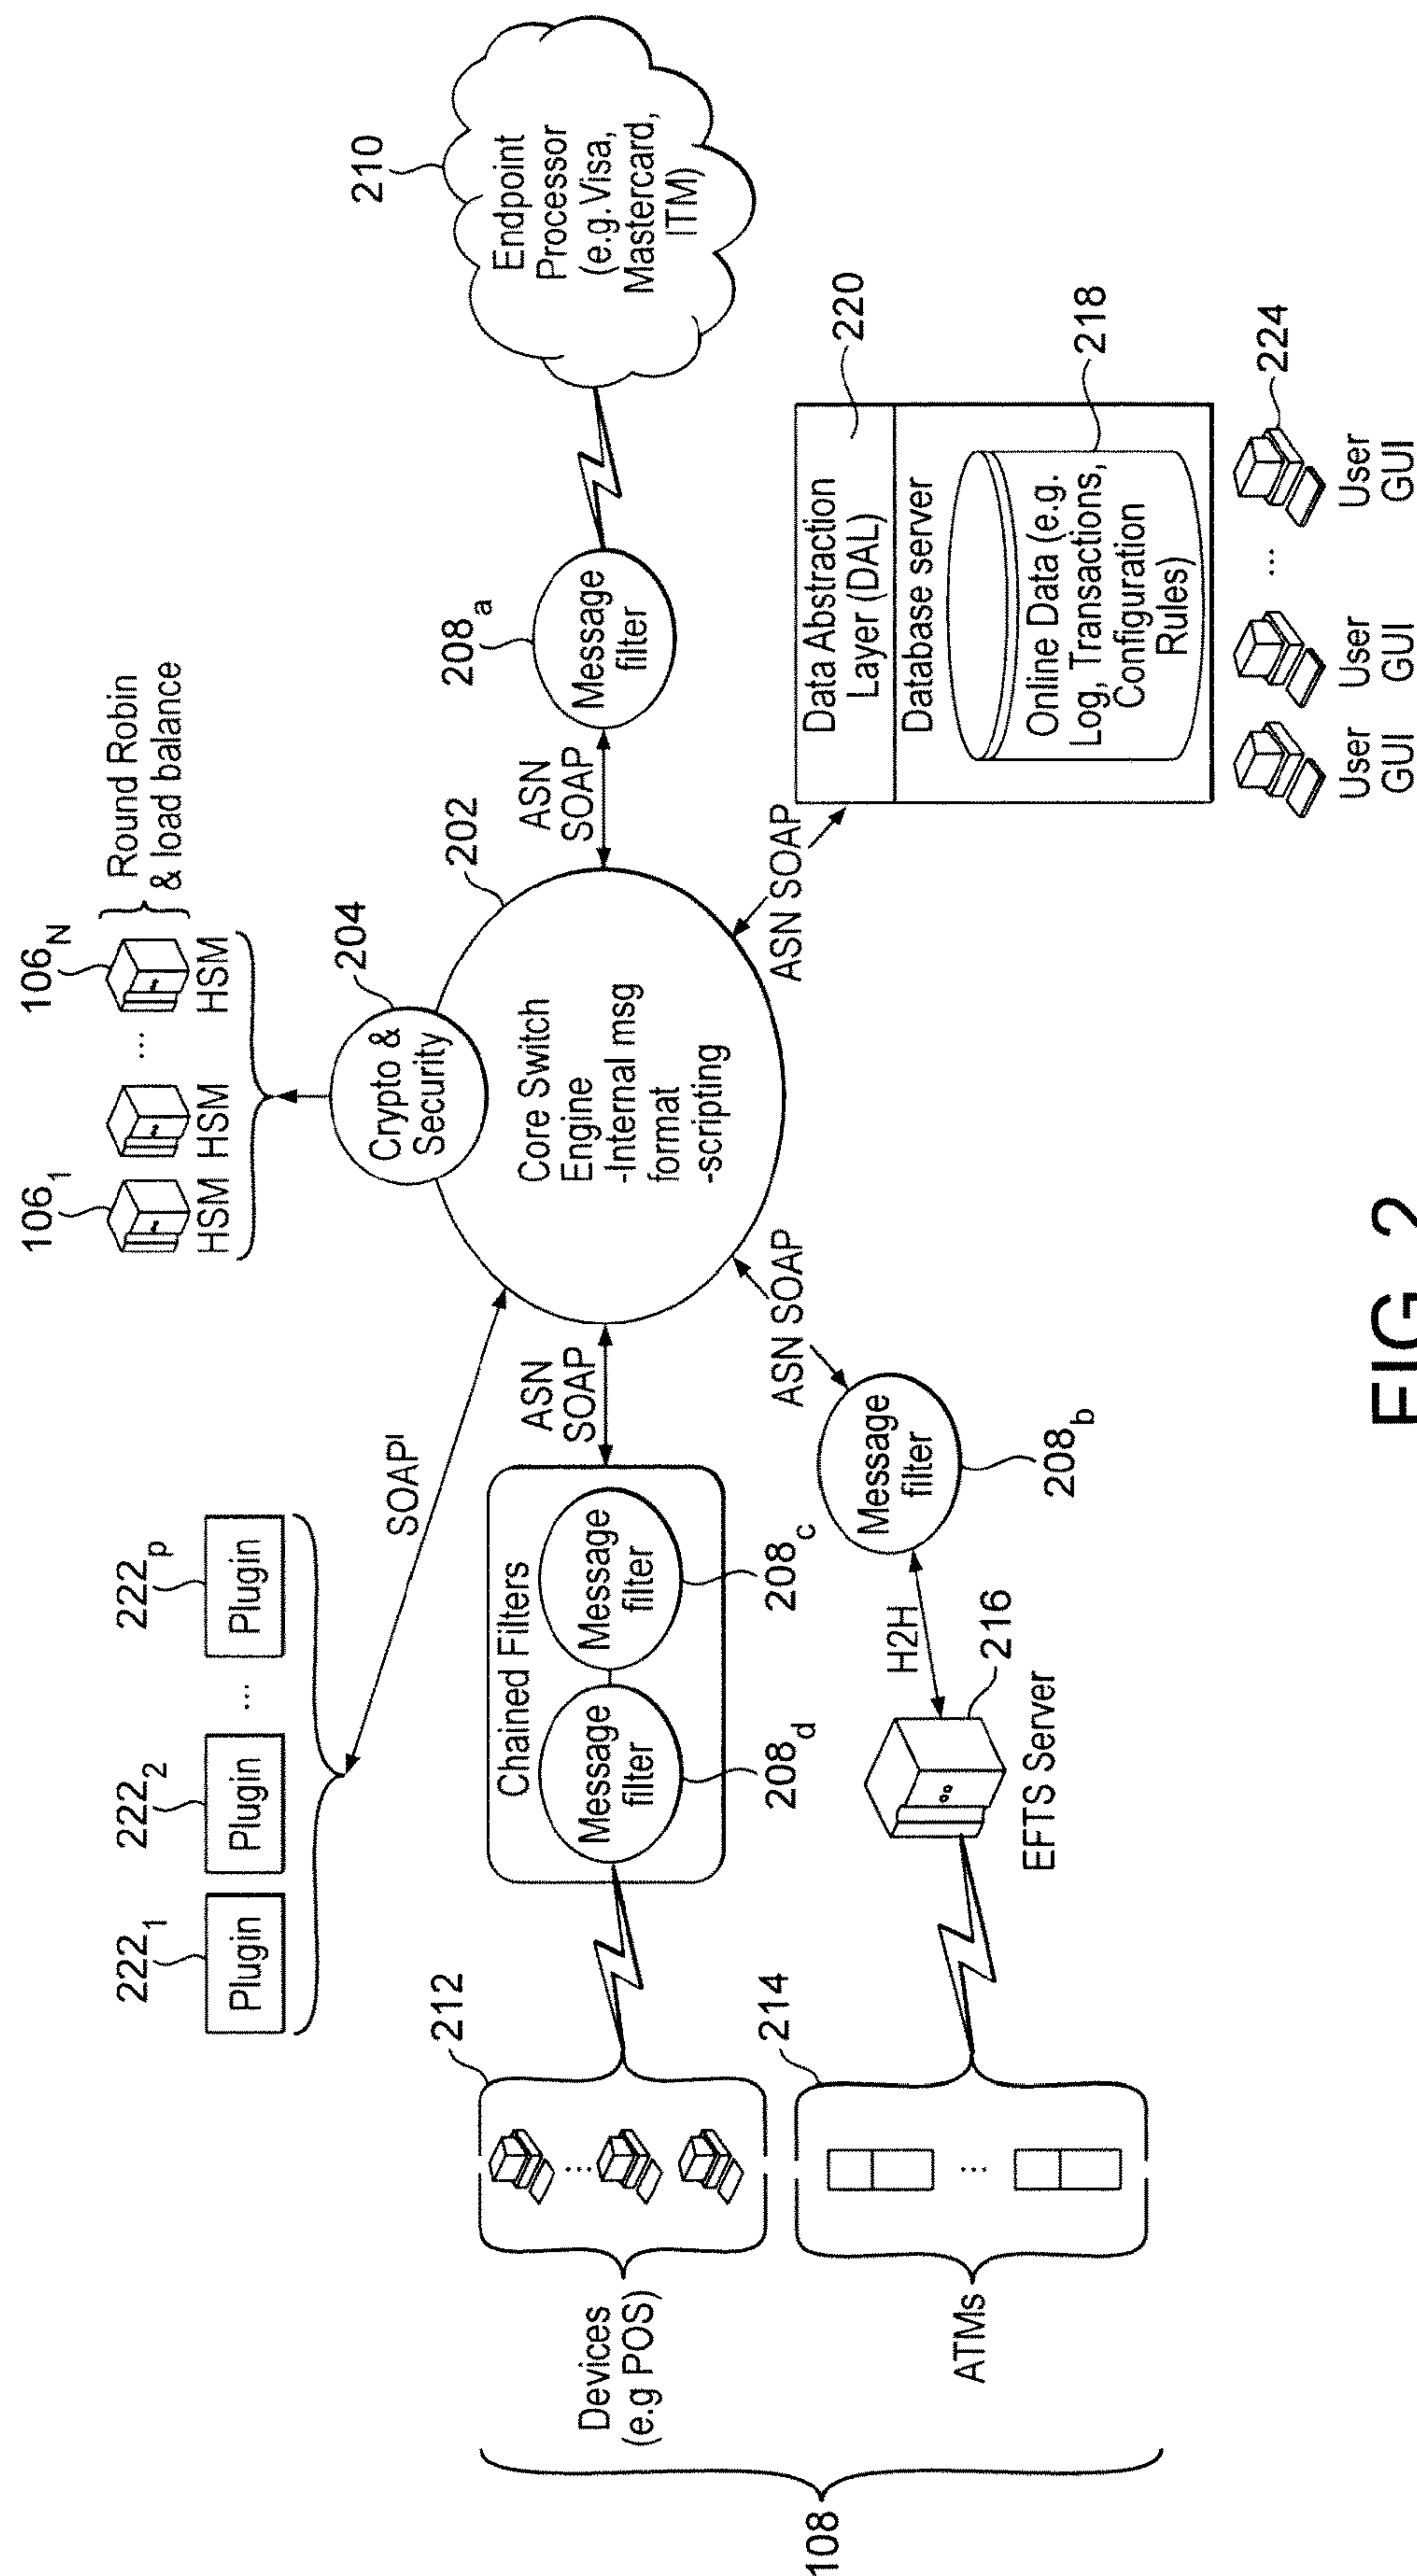 106₁
106N
HSM
HSM
...
HSM
Round Robin
& load balance
222₁
222₂
222p
Plugin
Plugin
...
Plugin
SOAP
204
Crypto &
Security
202
Core Switch
Engine
-Internal msg
format
-scripting
210
Endpoint
Processor
(e.g. Visa,
Mastercard,
ITM)
208a
Message
filter
ASN
SOAP
ASN
SOAP
Chained Filters
Message
filter
Message
filter
208d
208c
212
...
Devices
(e.g POS)
214
...
ATMs
108
ASN SOAP
Message
filter
208b
H2H
216
EFTS Server
ASN SOAP
Data Abstraction
Layer (DAL)
220
Database server
Online Data (e.g.
Log, Transactions,
Configuration
Rules)
218
224
...
User
GUI
User
GUI
User
GUI
FIG. 2